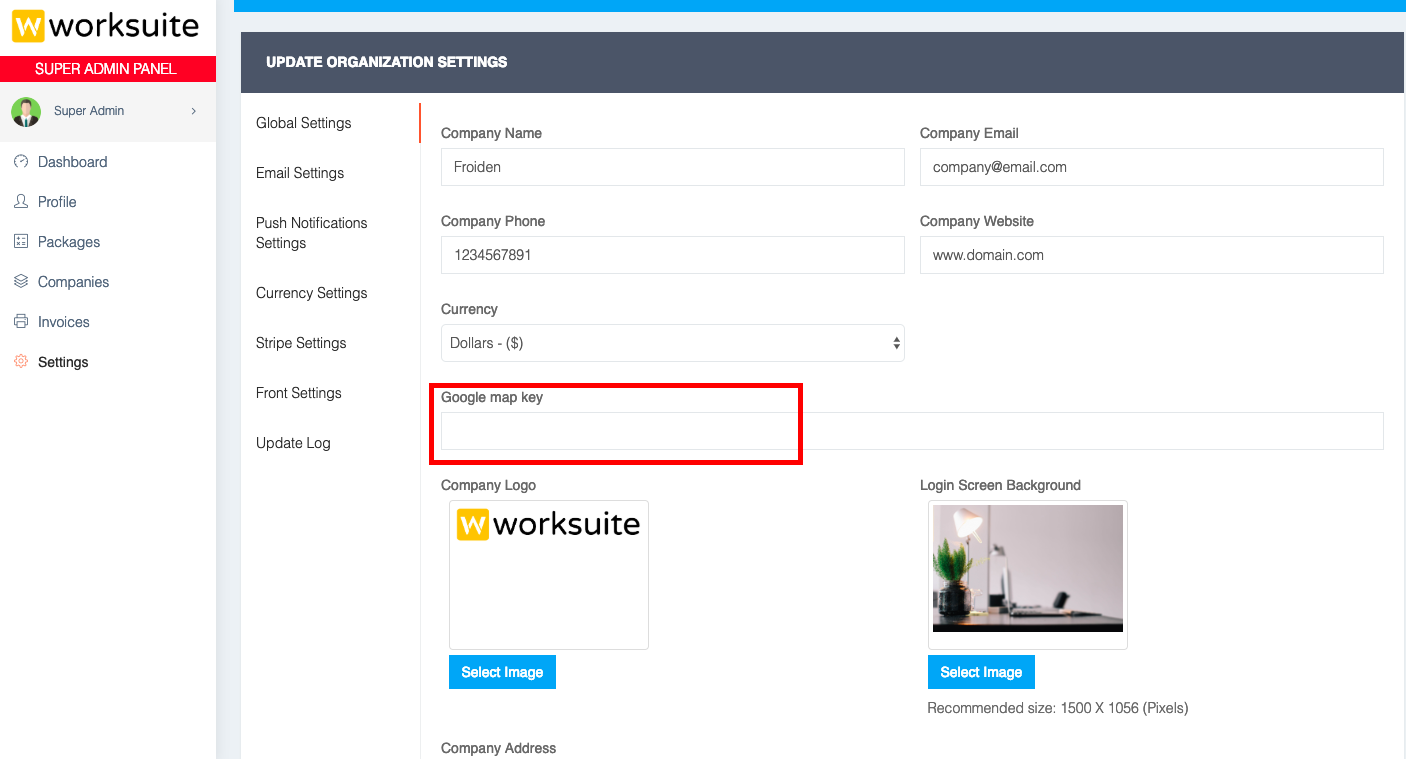 W worksuite
SUPER ADMIN PANEL
Super Admin
Dashboard
Profile
Packages
Companies
Invoices
Settings
UPDATE ORGANIZATION SETTINGS
Global Settings
Email Settings
Push Notifications
Settings
Currency Settings
Stripe Settings
Front Settings
Update Log
Company Name
Froiden
Company Email
company@email.com
Company Phone
1234567891
Company Website
www.domain.com
Currency
Dollars - ($)
Google map key
Company Logo
W worksuite
Select Image
Login Screen Background
Select Image
Recommended size: 1500 X 1056 (Pixels)
Company Address